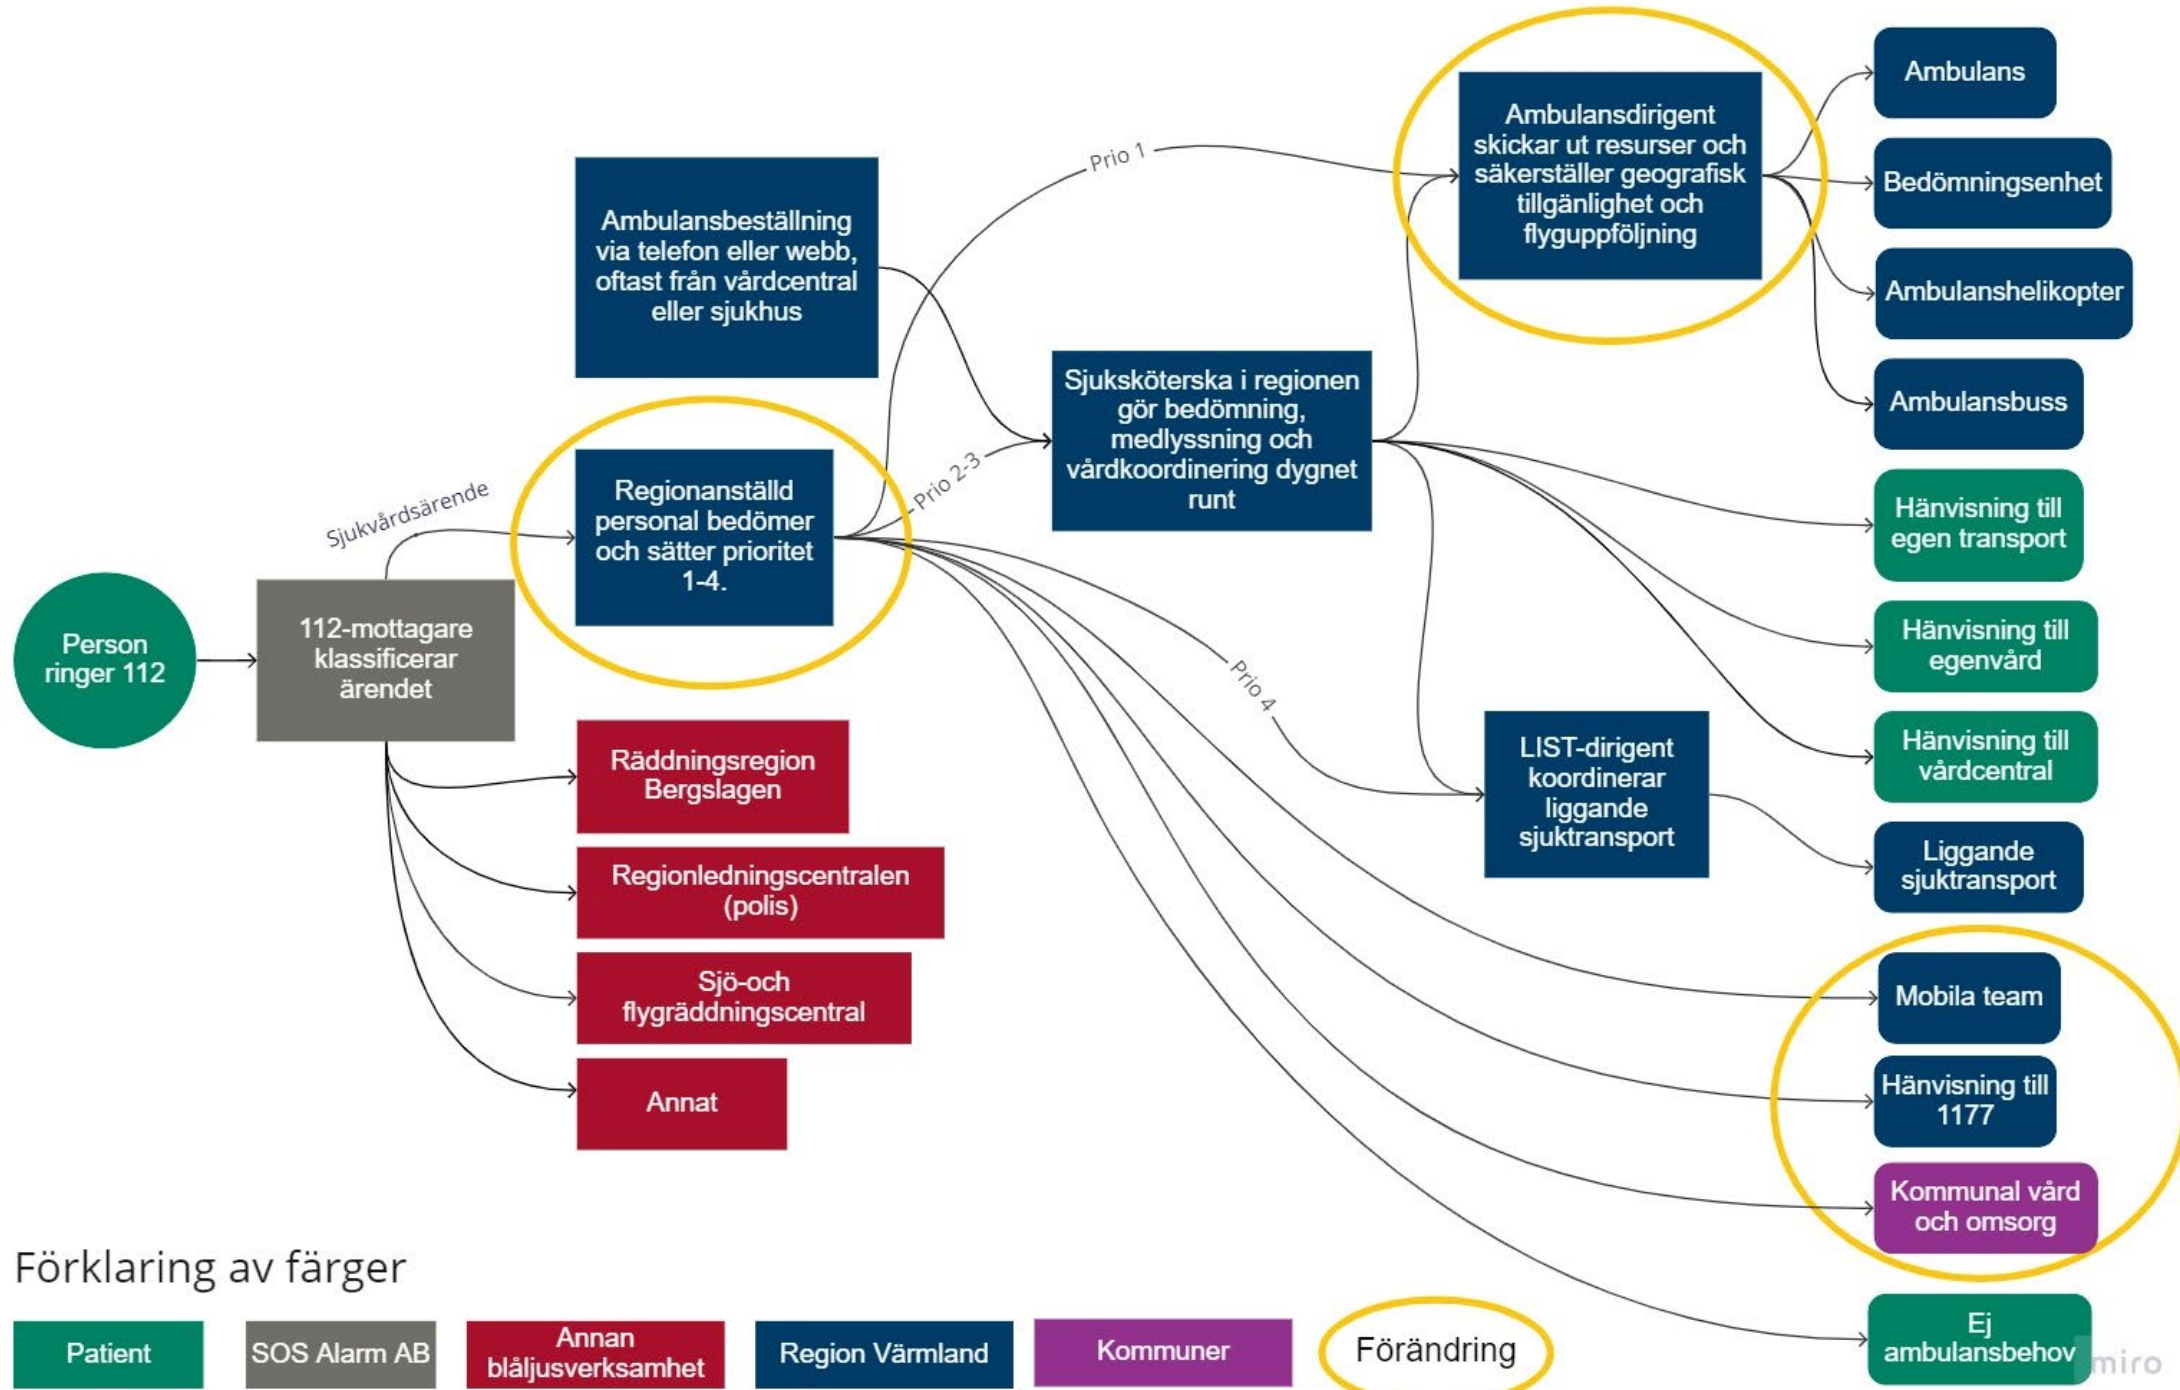 Person
ringer 112
112-mottagare
klassificerar
ärendet
Sjukvårdsärende
Ambulansbeställning
via telefon eller webb,
oftast från vårdcentral
eller sjukhus
Regionanställd
personal bedömer
och sätter prioritet
1-4.
Räddningsregion
Bergslagen
Regionledningscentralen
(polis)
Sjö-och
flygräddningscentral
Annat
Prio 1
Prio 2-3
Prio 4
Sjuksköterska i regionen
gör bedömning,
medlyssning och
vårdkoordinering dygnet
runt
Ambulansdirigent
skickar ut resurser och
säkerställer geografisk
tillgänlighet och
flyguppföljning
LIST-dirigent
koordinerar
liggande
sjuktransport
Ambulans
Bedömningsenhet
Ambulanshelikopter
Ambulansbuss
Hänvisning till
egen transport
Hänvisning till
egenvård
Hänvisning till
vårdcentral
Liggande
sjuktransport
Mobila team
Hänvisning till
1177
Kommunal vård
och omsorg
Ej
ambulansbehov
Förklaring av färger
Patient
SOS Alarm AB
Annan
blåljusverksamhet
Region Värmland
Kommuner
Förändring
miro